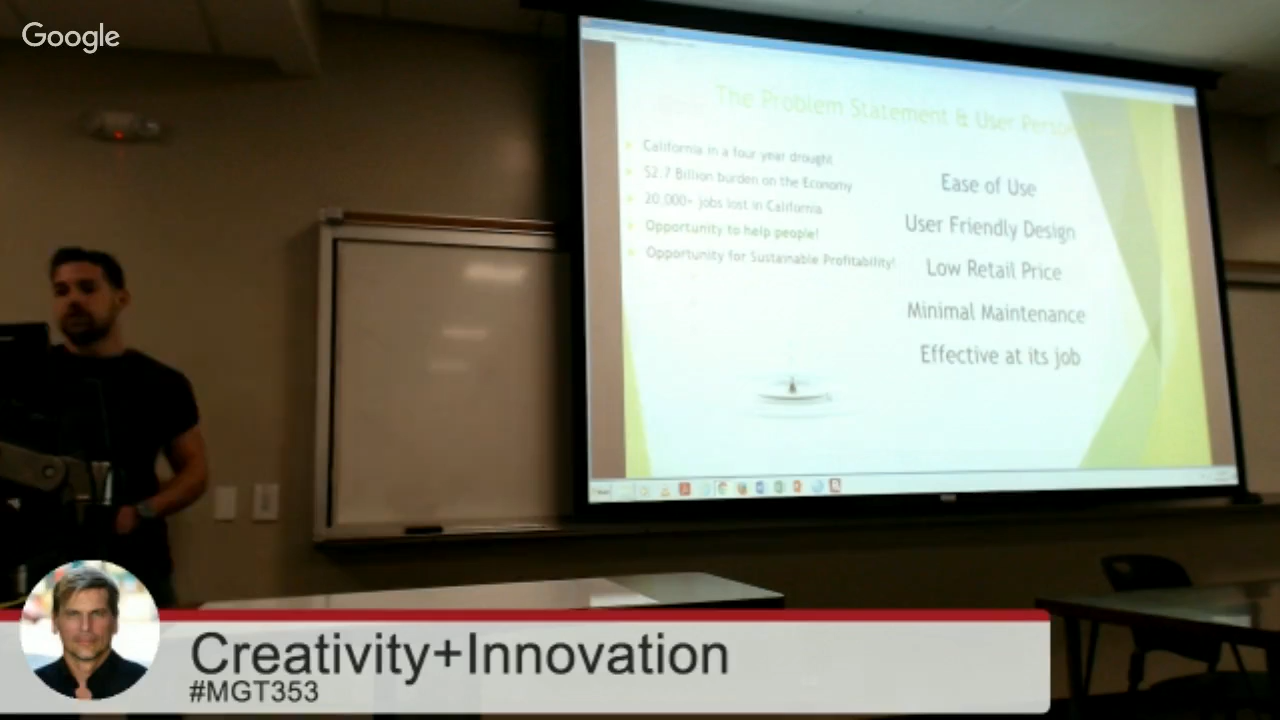 Google
The Problem Statement & User
California in a four year drought
$2.7 Billion burden on the Economy
20,000+ jobs lost in California
Opportunity to help people!
Opportunity for Sustainable Profitability!
Ease of Use
User Friendly Design
Low Retail Price
Minimal Maintenance
Effective at its job
Creativity+Innovation
#MGT353